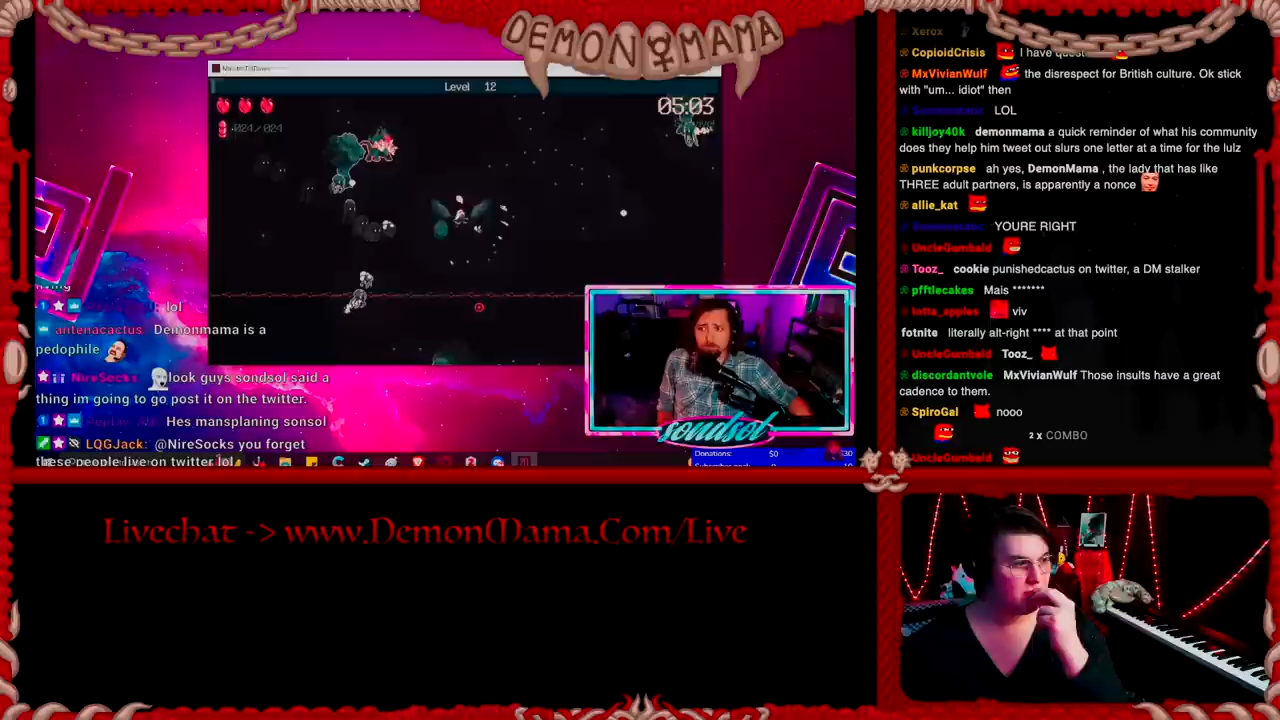 DEMON MAMA
Level 12
05:03
024/024
lol
antenacactus Demonmama is a
pedophile
NireSocks look guys sondsol said a
thing im going to go post it on the twitter.
Hes mansplaning sonsol
LQGJack: @NireSocks you forget
these people live on twitter lol
sondsol
Donations: $0
Xerox
CopioidCrisis I have
MxVivianWulf the disrespect for British culture. Ok stick
with "um... idiot" then
LOL
killjoy40k demonmama a quick reminder of what his community
does they help him tweet out slurs one letter at a time for the lulz
punkcorpse ah yes, DemonMama , the lady that has like
THREE adult partners, is apparently a nonce
allie_kat
YOURE RIGHT
UncleGumbald
Tooz_ cookie punishedcactus on twitter, a DM stalker
pfftlecakes Mais *******
lotta_apples viv
fotnite literally alt-right **** at that point
UncleGumbald Tooz_
discordantvole MxVivianWulf Those insults have a great
cadence to them.
SpiroGal nooo
2 x COMBO
UncleGumbald
Livechat -> www.DemonMama.Com/Live